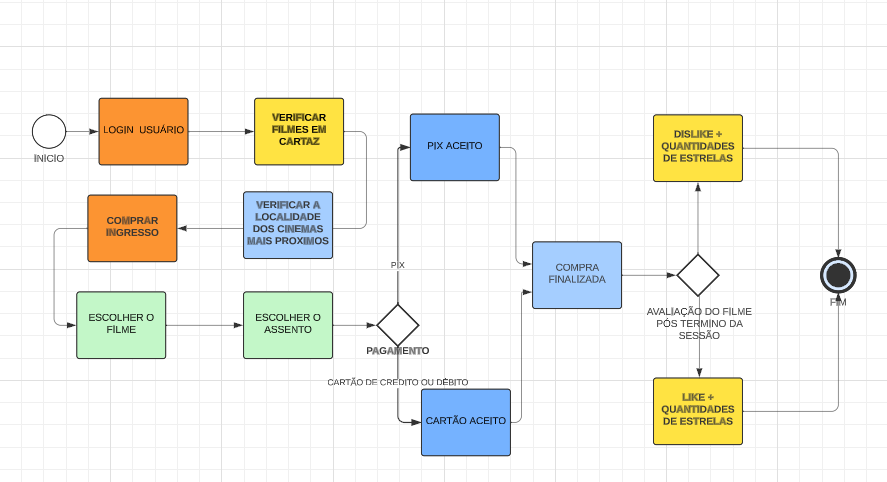 INICIO
LOGIN USUÁRIO
VERIFICAR
FILMES EM
CARTAZ
VERIFICAR A
LOCALIDADE
DOS CINEMAS
MAIS PROXIMOS
COMPRAR
INGRESSO
ESCOLHER O
FILME
ESCOLHER O
ASSENTO
PAGAMENTO
PIX
PIX ACEITO
CARTÃO DE CREDITO OU DÉBITO
CARTÃO ACEITO
COMPRA
FINALIZADA
AVALIAÇÃO DO FILME
PÓS TERMINO DA
SESSÃO
DISLIKE +
QUANTIDADES
DE ESTRELAS
LIKE +
QUANTIDADES
DE ESTRELAS
FIM